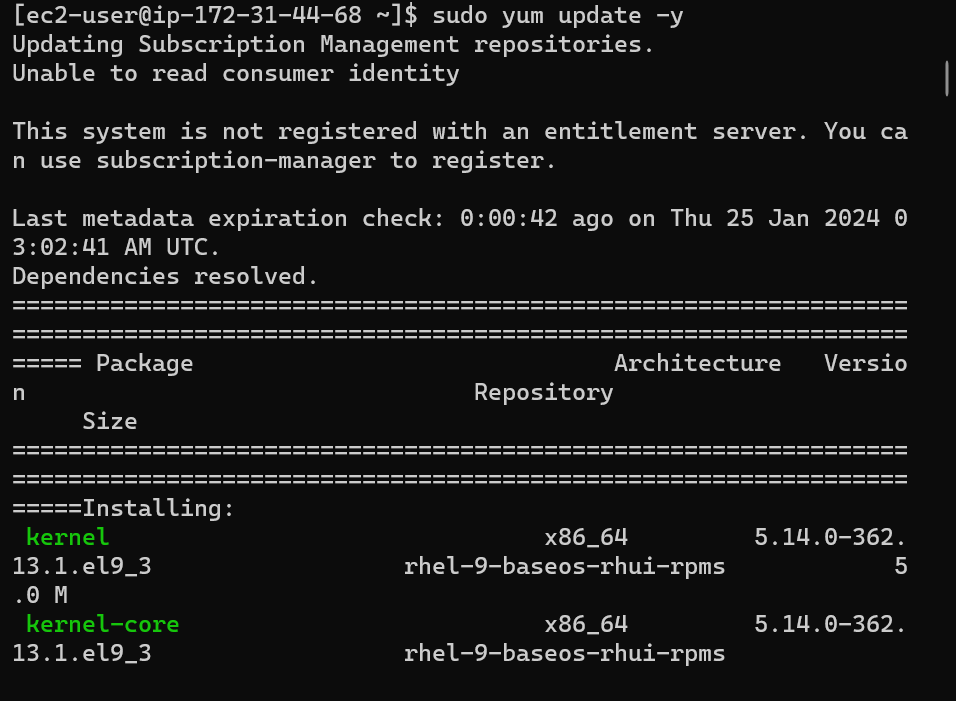 [ec2-user@ip-172-31-44-68 ~]$ sudo yum update -y
Updating Subscription Management repositories.
Unable to read consumer identity
This system is not registered with an entitlement server. You ca
n use subscription-manager to register.
Last metadata expiration check: 0:00:42 ago on Thu 25 Jan 2024 0
3:02:41 AM UTC.
Dependencies resolved.
================================================================
================================================================
===== Package                              Architecture   Versio
n                                Repository
     Size
================================================================
================================================================
=====Installing:
 kernel                               x86_64         5.14.0-362.
13.1.el9_3                  rhel-9-baseos-rhui-rpms            5
.0 M
 kernel-core                          x86_64         5.14.0-362.
13.1.el9_3                  rhel-9-baseos-rhui-rpms